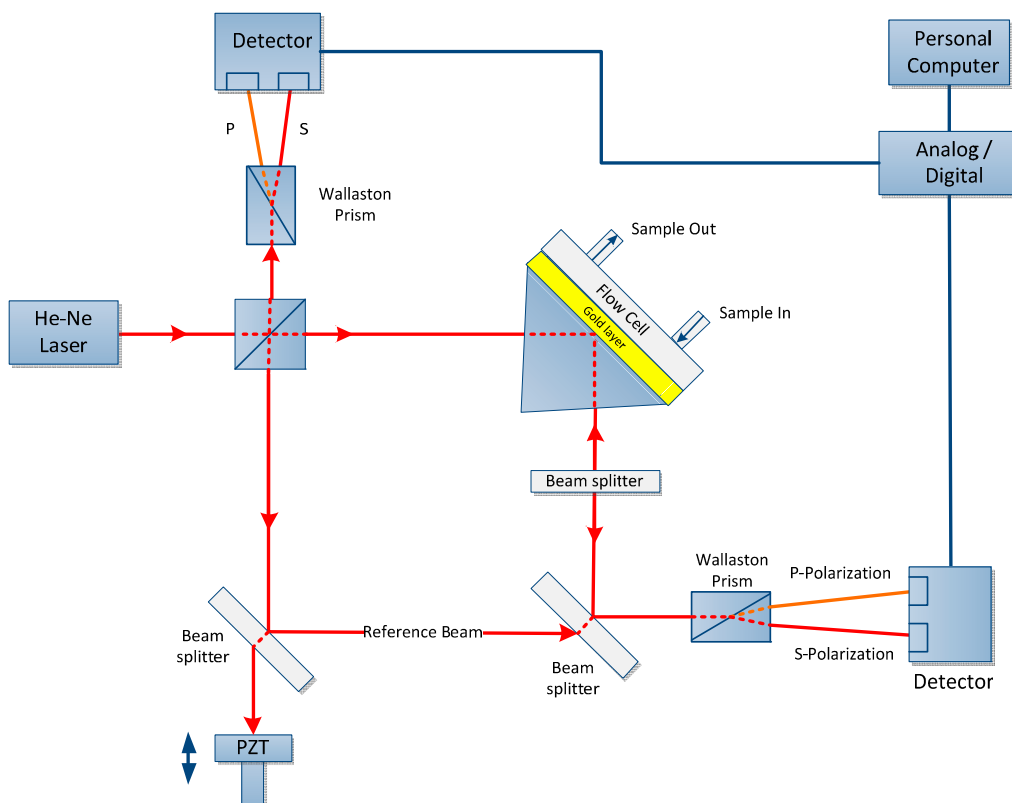 Detector
Personal
Computer
P
S
Analog /
Digital
Wallaston
Prism
Sample Out
Flow Cell
Gold layer
Sample In
He-Ne
Laser
Beam splitter
Wallaston
Prism
P-Polarization
Beam
splitter
Reference Beam
Beam
splitter
S-Polarization
Detector
PZT